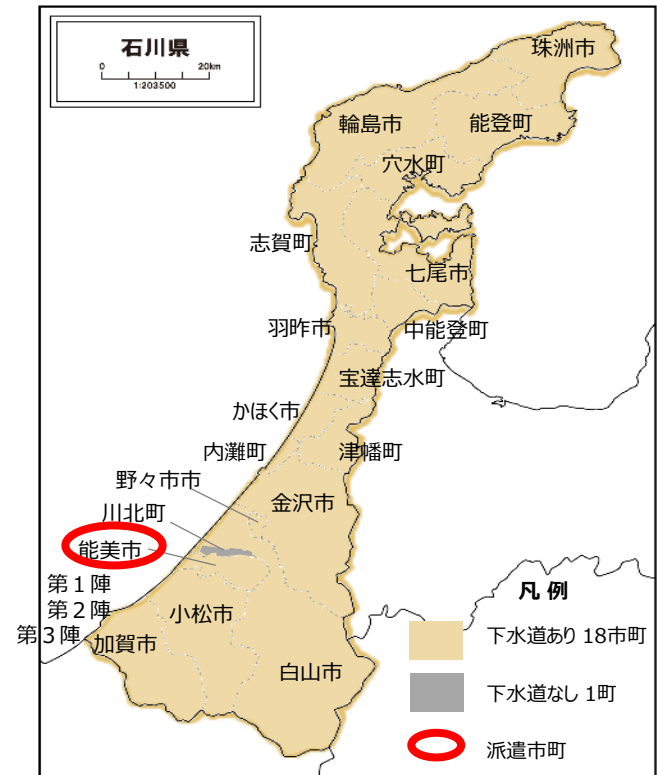 石川県
0 20km
1:203500
珠洲市
輪島市
能登町
穴水町
志賀町
七尾市
羽咋市
中能登町
宝達志水町
かほく市
内灘町
津幡町
野々市市
金沢市
川北町
能美市
第１陣
第２陣
第３陣
小松市
加賀市
白山市
凡 例
下水道あり 18市町
下水道なし 1町
派遣市町